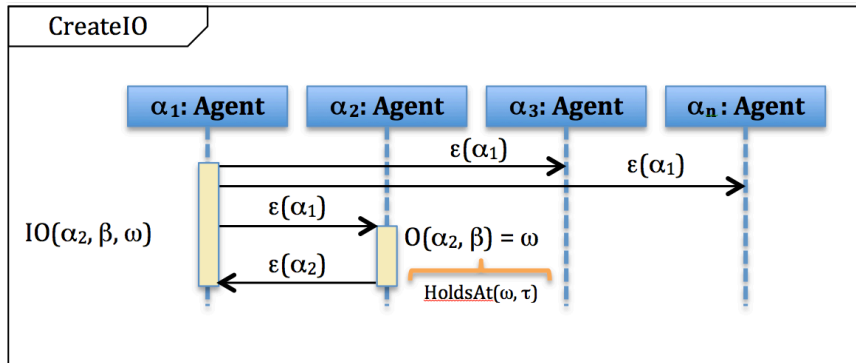 CreateIO
α1: Agent
α2: Agent
α3: Agent
αn : Agent
ε(α1)
ε(α1)
ε(α1)
IO(α2, β, ω)
O(α2, β) = ω
ε(α2)
HoldsAt(ω, τ)